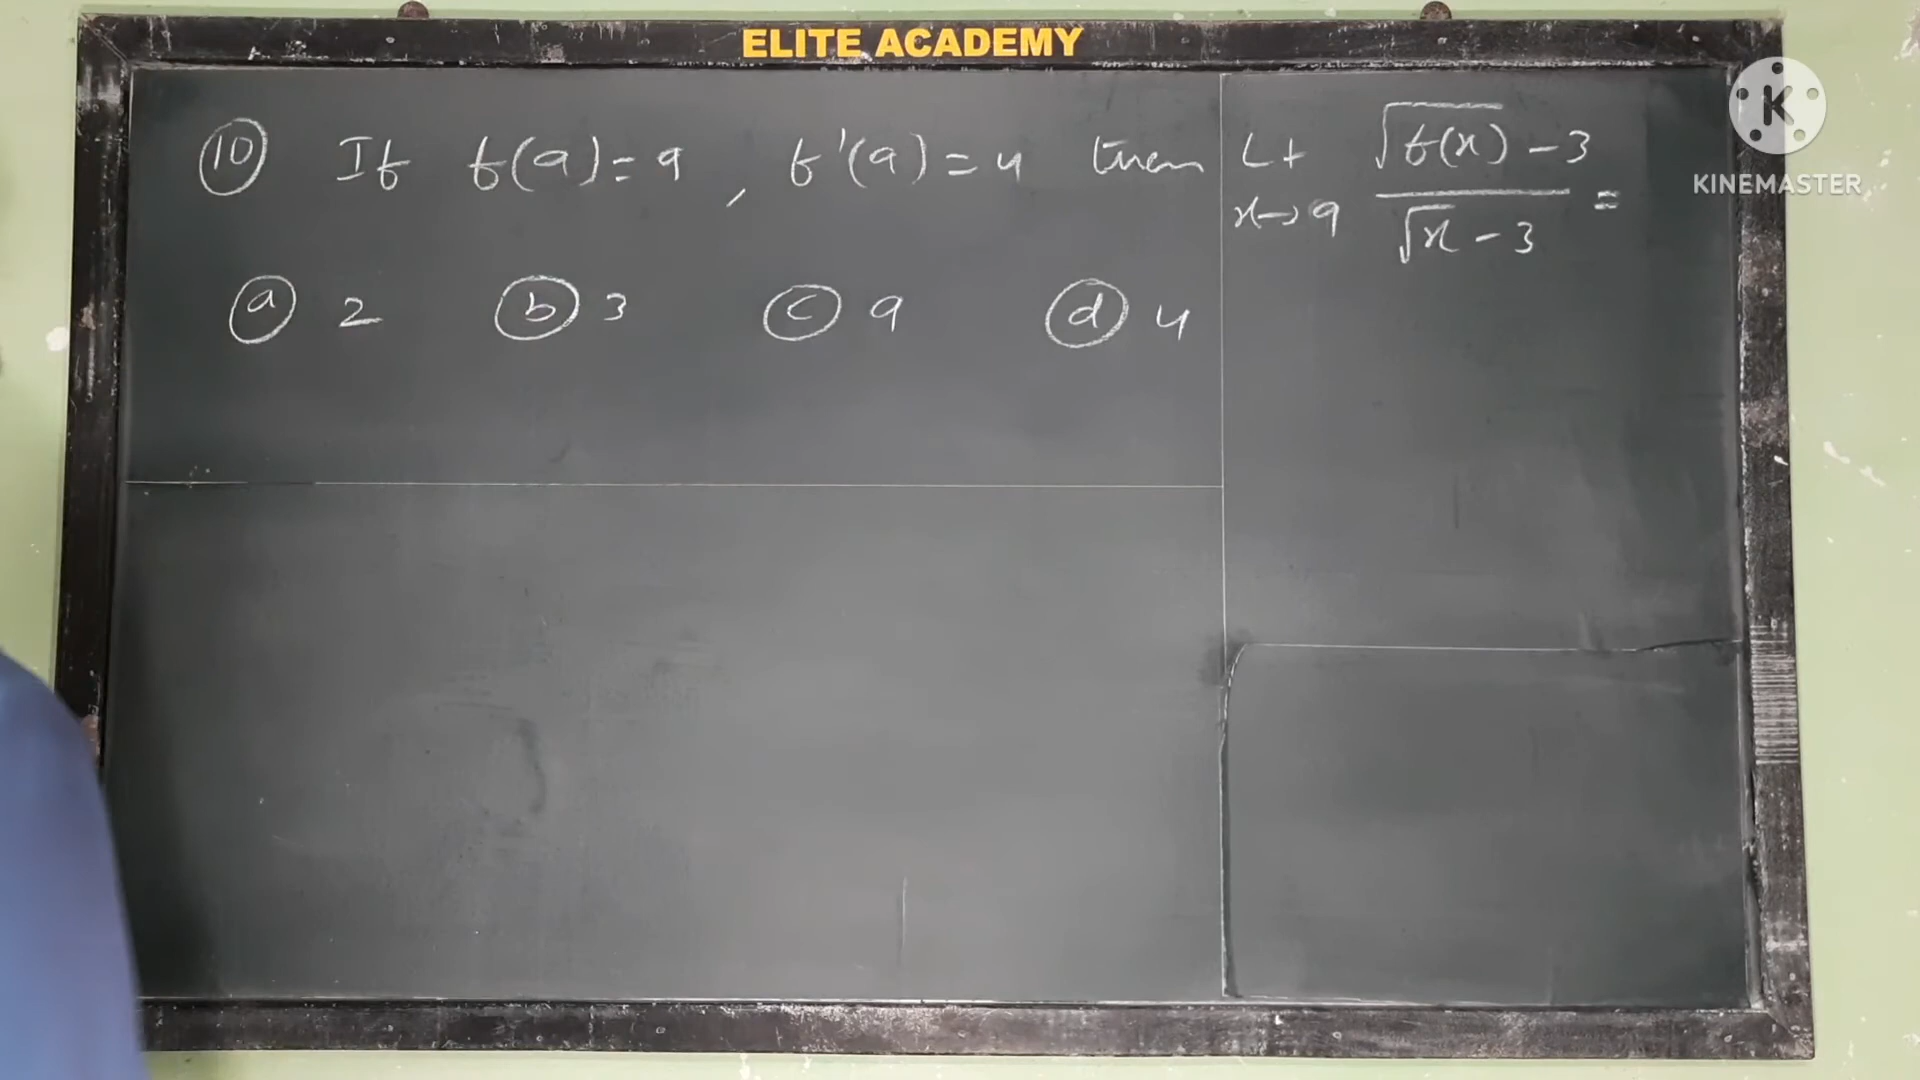 ELITE ACADEMY
⑩ If f(9) = 9, f'(9) = 4 then Lt x→9 (√f(x) - 3)/(√x - 3) =
ⓐ 2 ⓑ 3 ⓒ 9 ⓓ 4
K
KINEMASTER